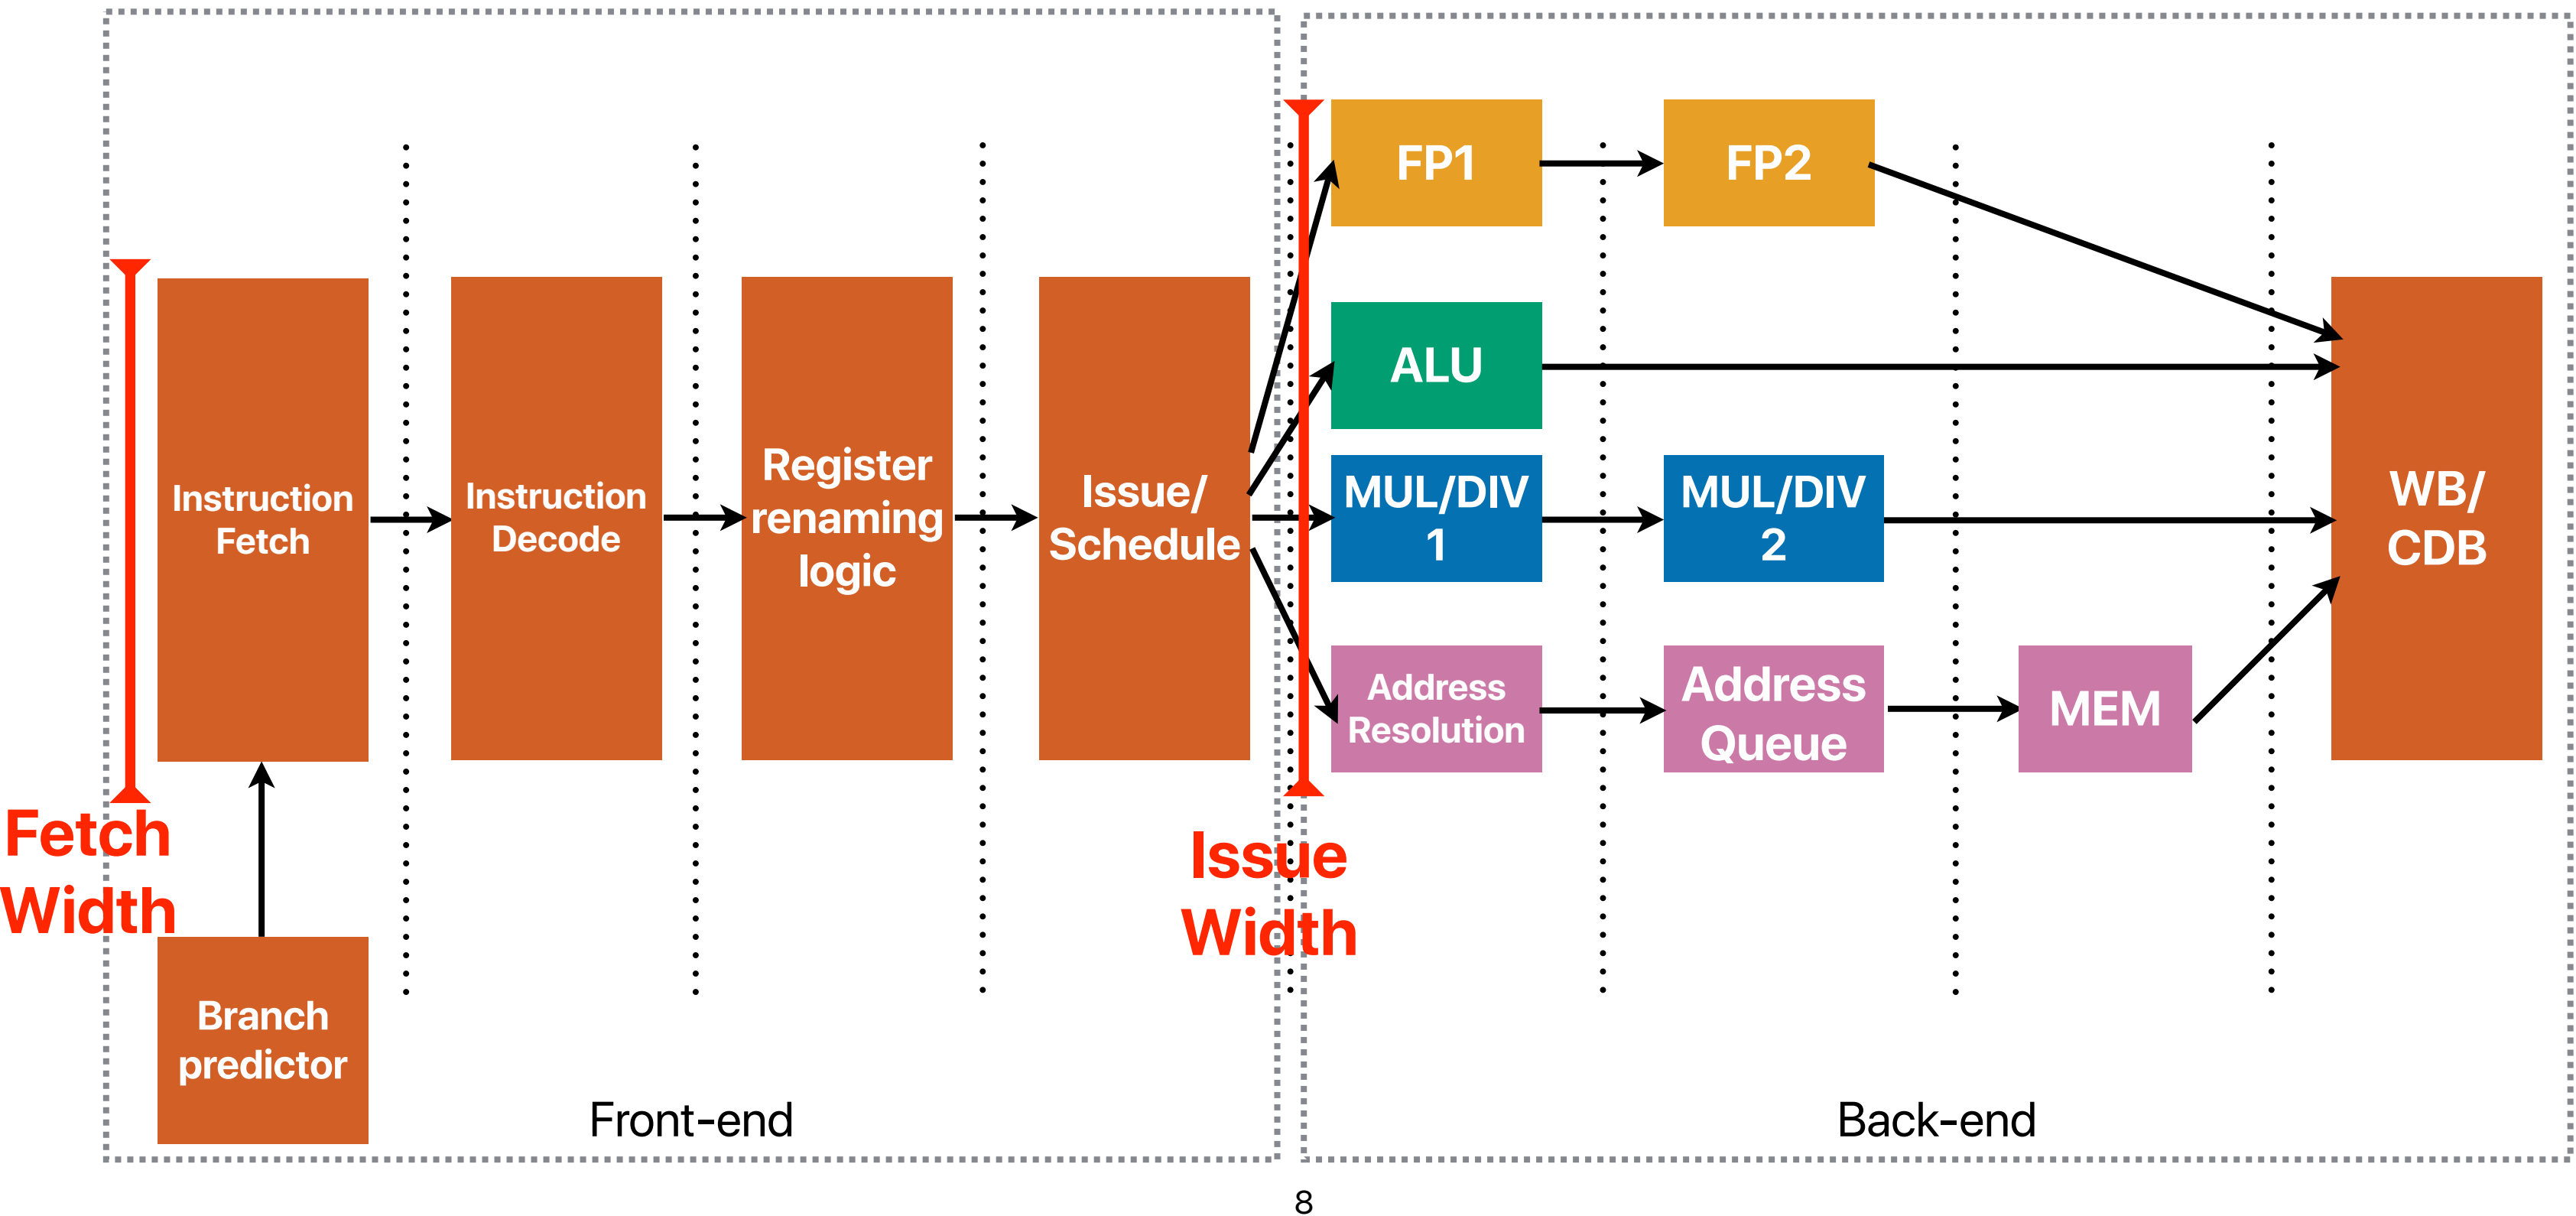 Fetch
Width
Instruction
Fetch
Branch
predictor
Instruction
Decode
Register
renaming
logic
Issue/
Schedule
Front-end
Issue
Width
FP1
FP2
ALU
MUL/DIV
1
MUL/DIV
2
Address
Resolution
Address
Queue
MEM
WB/
CDB
Back-end
8